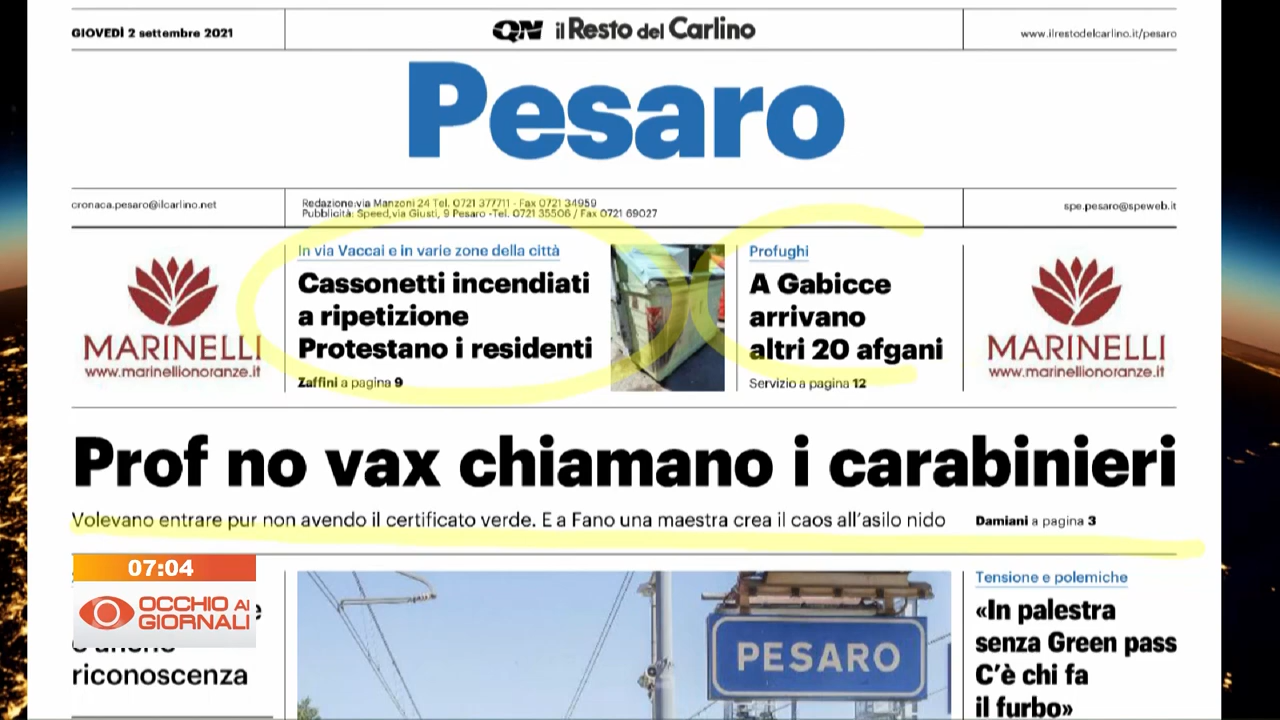 GIOVEDÌ 2 settembre 2021
QN il Resto del Carlino
www.ilrestodelcarlino.it/pesaro
Pesaro
cronaca.pesaro@ilcarlino.net
Redazione:via Manzoni 24 Tel. 0721 377711 - Fax 0721 34959
Pubblicità: Speed,via Giusti, 9 Pesaro -Tel. 0721 35506 / Fax 0721 69027
spe.pesaro@speweb.it
MARINELLI
www.marinellionoranze.it
In via Vaccai e in varie zone della città
Cassonetti incendiati
a ripetizione
Protestano i residenti
Zaffini a pagina 9
Profughi
A Gabicce
arrivano
altri 20 afgani
Servizio a pagina 12
MARINELLI
www.marinellionoranze.it
Prof no vax chiamano i carabinieri
Volevano entrare pur non avendo il certificato verde. E a Fano una maestra crea il caos all'asilo nido
Damiani a pagina 3
07:04
OCCHIO AI
GIORNALI
riconoscenza
PESARO
Tensione e polemiche
«In palestra
senza Green pass
C'è chi fa
il furbo»